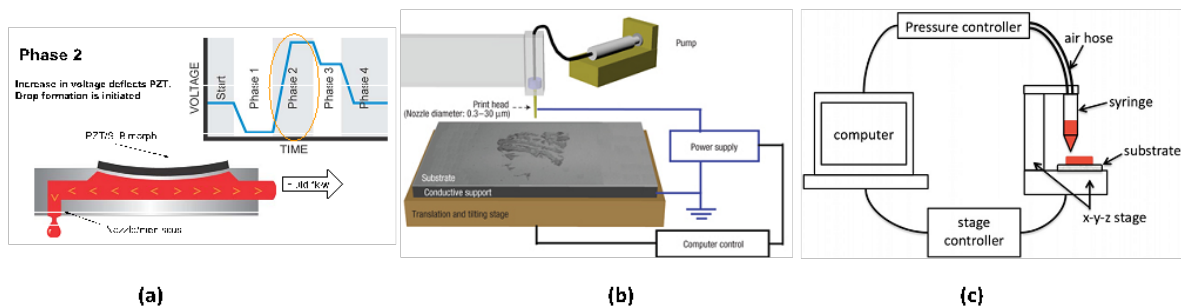 Phase 2
Increase in voltage deflects PZT.
Drop formation is initiated
VOLTAGE
Start
Phase 1
Phase 2
Phase 3
Phase 4
TIME
Pump
Print head
(Nozzle diameter: 0.3–30 μm)
Power supply
Substrate
Conductive support
Translation and tilting stage
Computer control
Pressure controller
air hose
syringe
computer
substrate
x-y-z stage
stage
controller
(a)
(b)
(c)